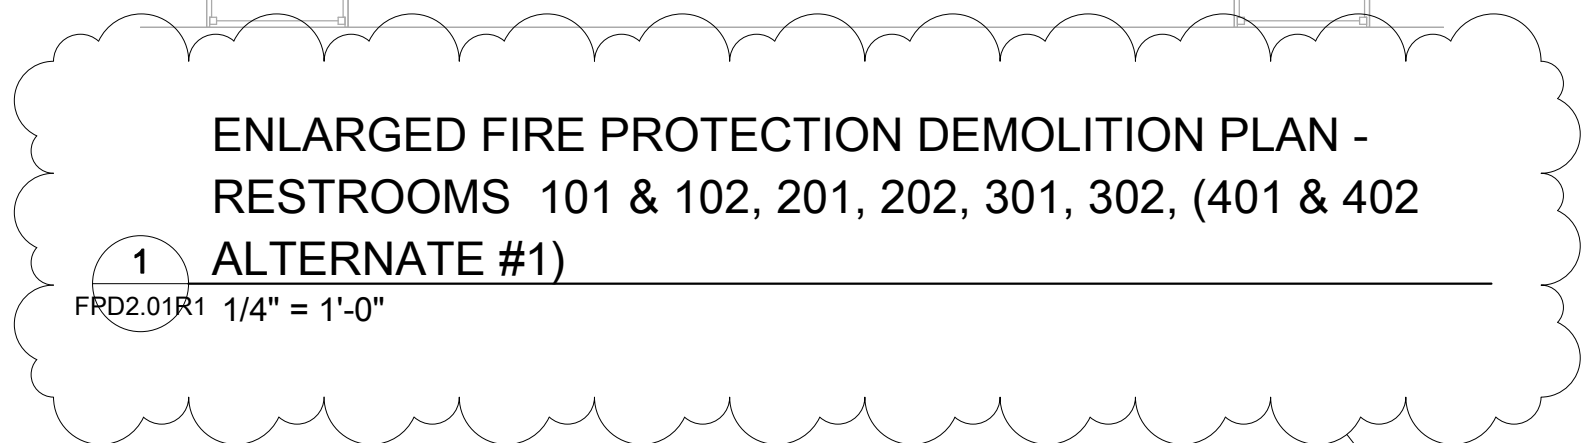 ENLARGED FIRE PROTECTION DEMOLITION PLAN -
RESTROOMS  101 & 102, 201, 202, 301, 302, (401 & 402
ALTERNATE #1)
1
FPD2.01R1
1/4" = 1'-0"